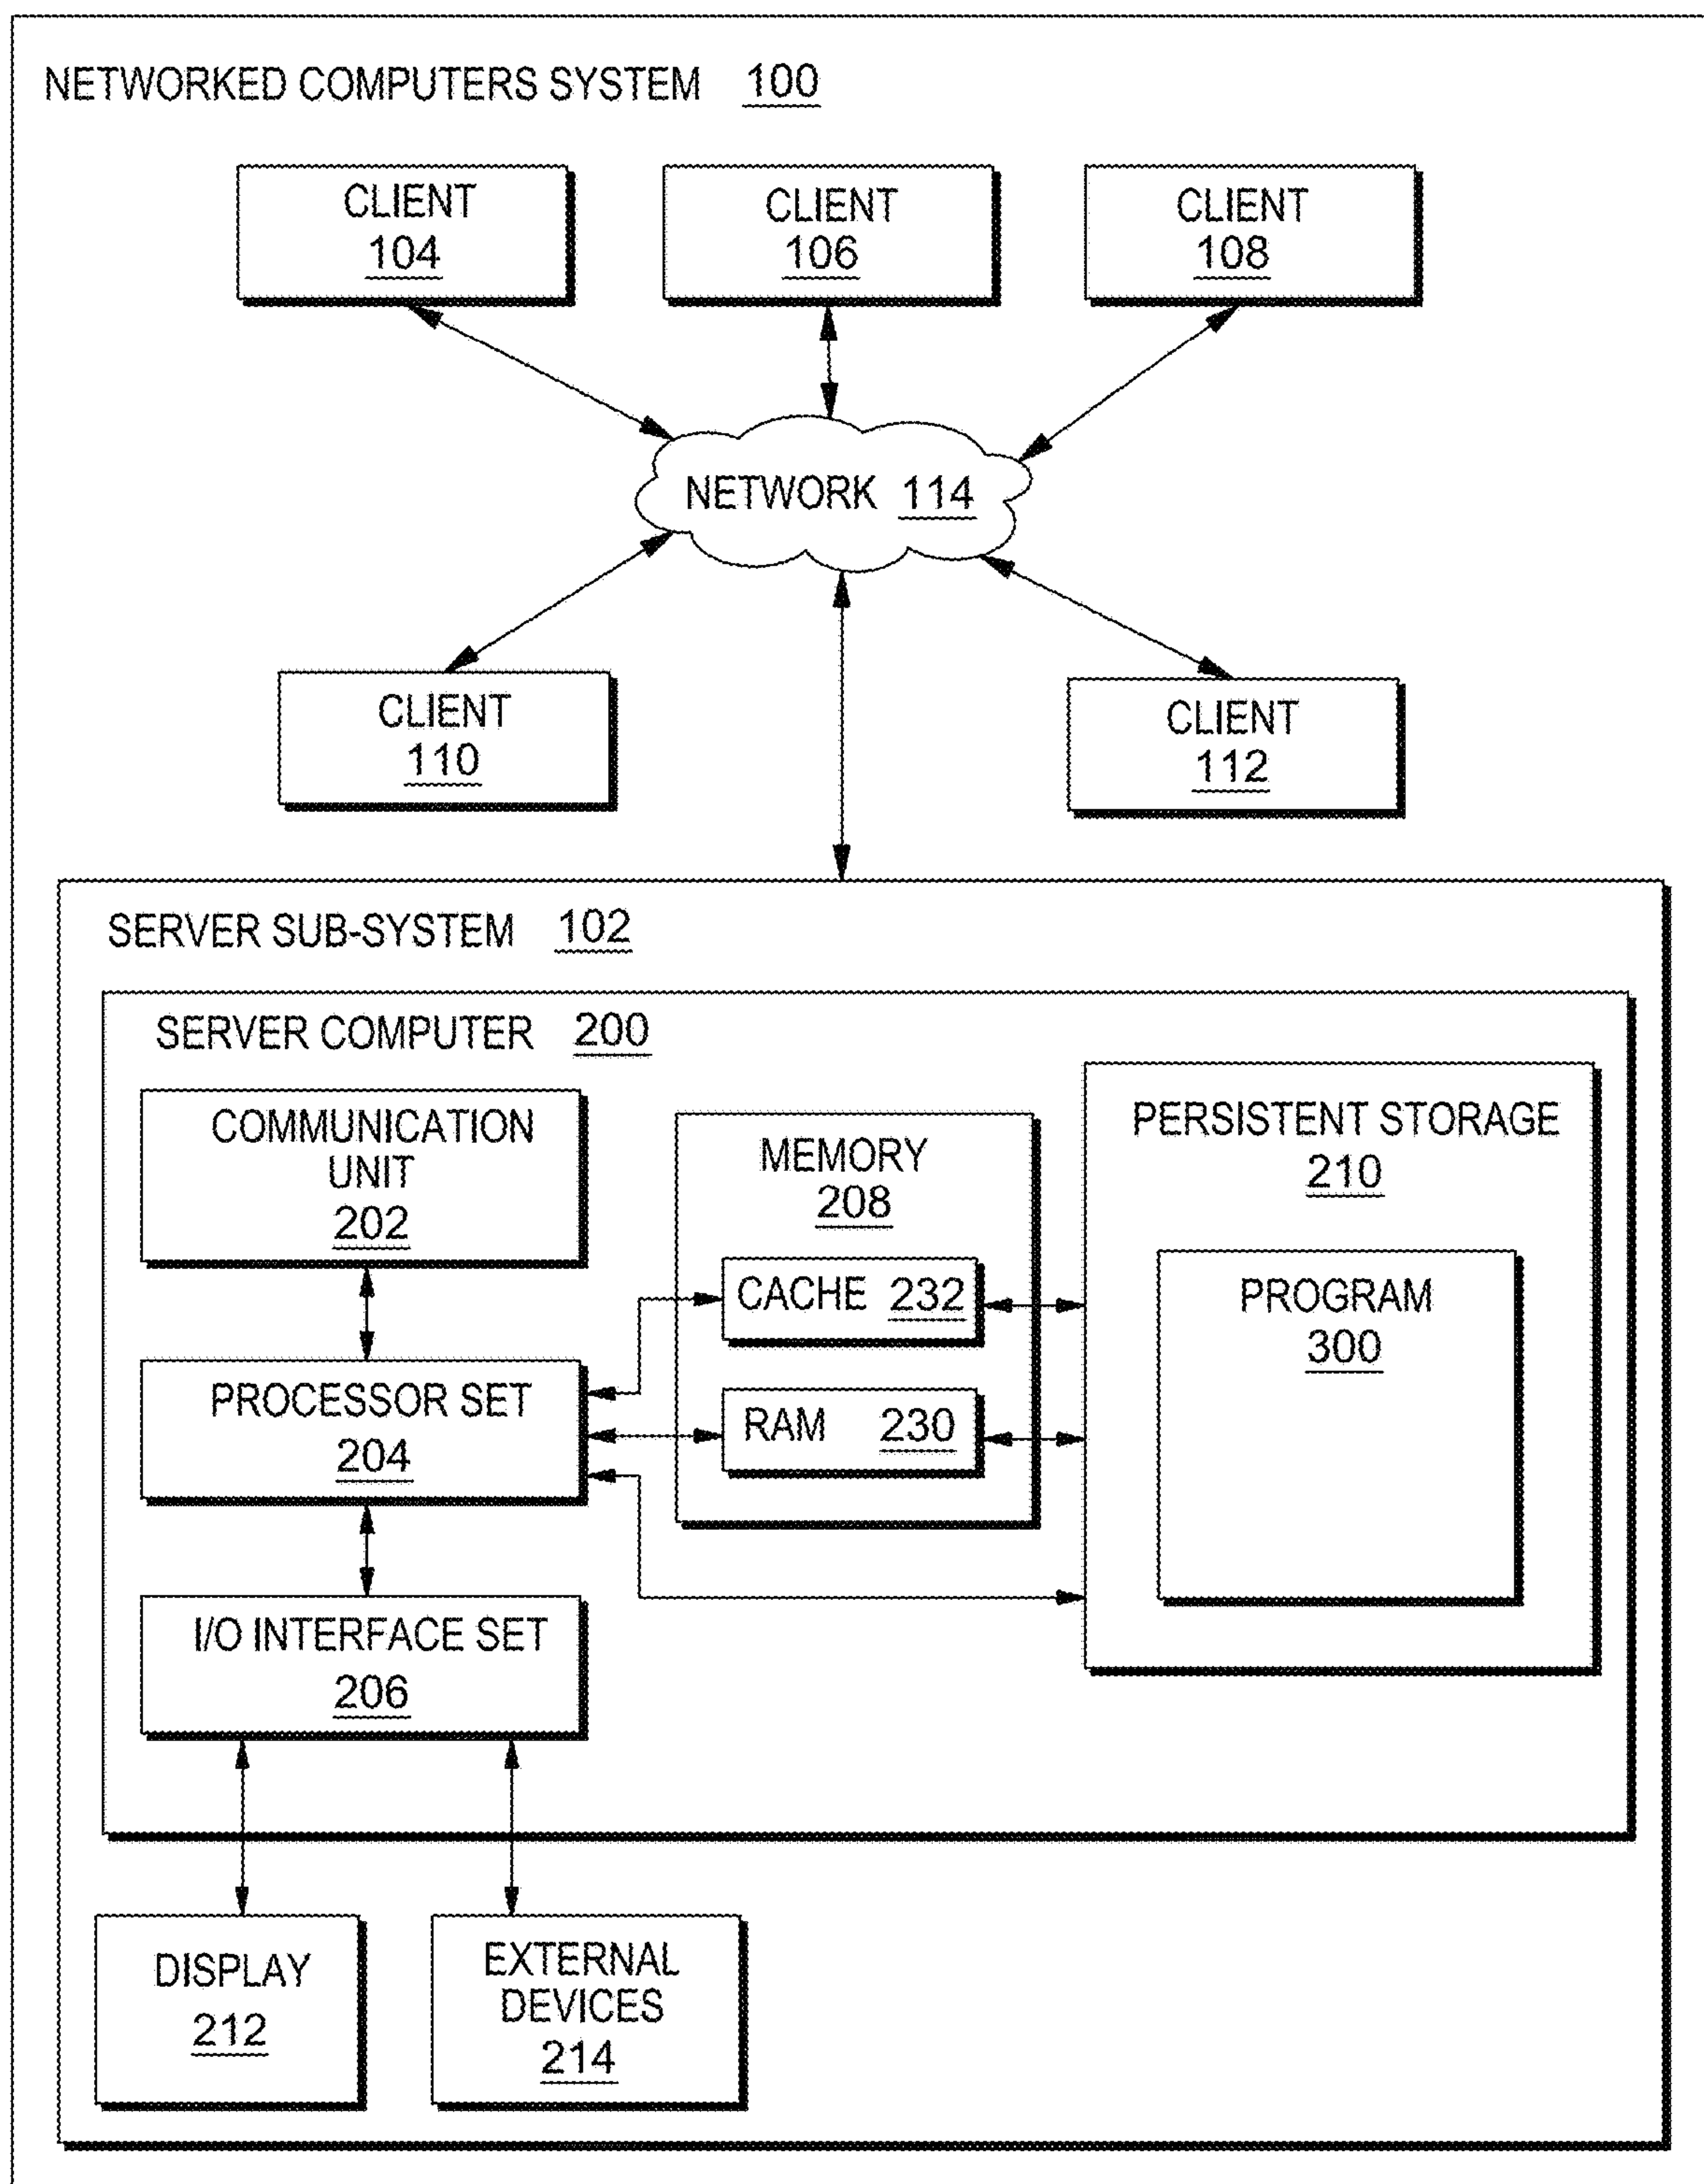 NETWORKED COMPUTERS SYSTEM 100
CLIENT
104
CLIENT
106
CLIENT
108
NETWORK 114
CLIENT
110
CLIENT
112
SERVER SUB-SYSTEM 102
SERVER COMPUTER 200
COMMUNICATION
UNIT
202
PROCESSOR SET
204
I/O INTERFACE SET
206
MEMORY
208
CACHE 232
RAM 230
PERSISTENT STORAGE
210
PROGRAM
300
DISPLAY
212
EXTERNAL
DEVICES
214